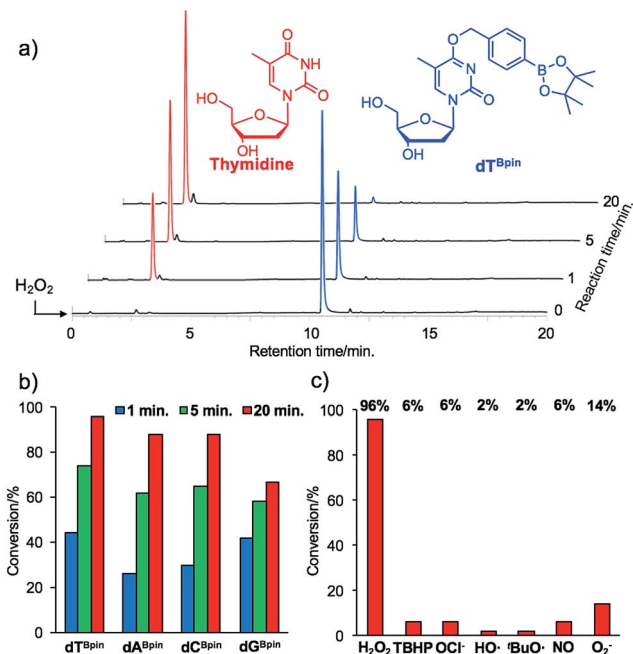 a)
O
NH
N
O
HO
O
OH
Thymidine
O
N
N
O
HO
O
OH
B
O
O
dT^Bpin
20
5
1
0
Reaction time/min.
H₂O₂
0
5
10
15
20
Retention time/min.
b)
1 min.
5 min.
20 min.
100
80
60
40
20
0
Conversion/%
dT^Bpin
dA^Bpin
dC^Bpin
dG^Bpin
c)
96%
6%
6%
2%
2%
6%
14%
100
80
60
40
20
0
Conversion/%
H₂O₂
TBHP
OCl⁻
HO·
ᵗBuO·
NO
O₂⁻